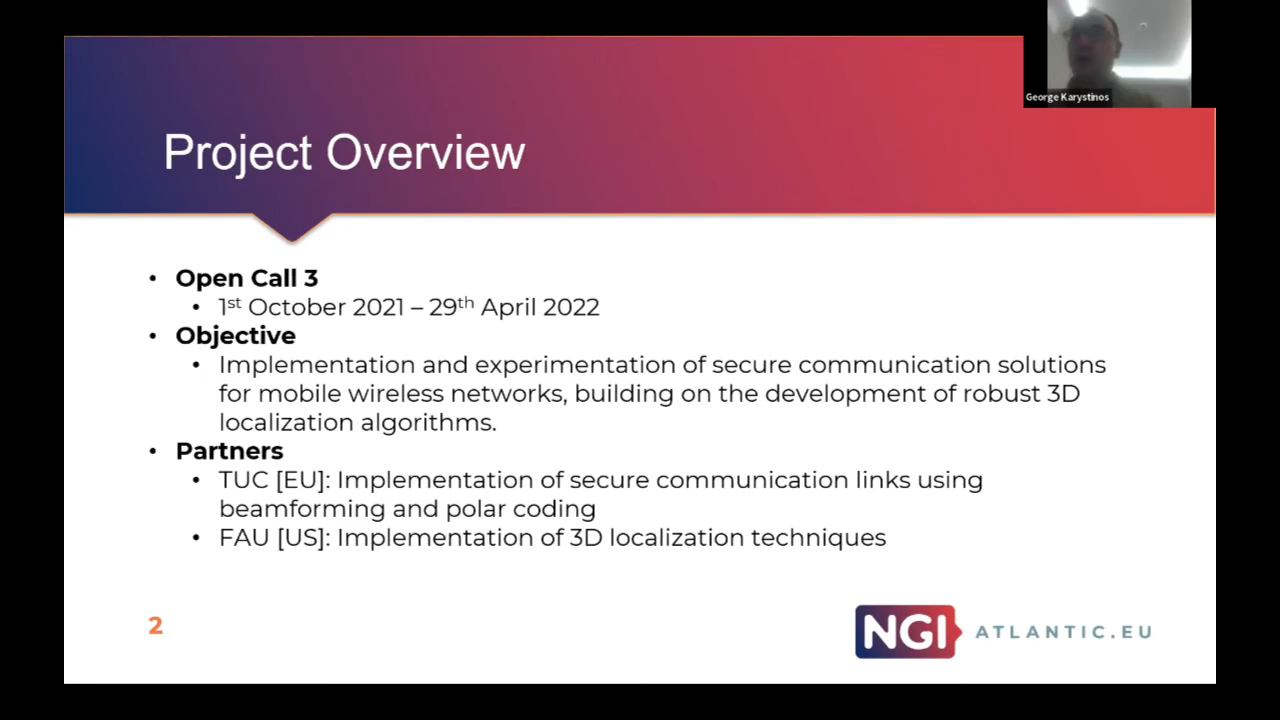 George Karystinos
Project Overview
• Open Call 3
• 1st October 2021 – 29th April 2022
• Objective
• Implementation and experimentation of secure communication solutions
for mobile wireless networks, building on the development of robust 3D
localization algorithms.
• Partners
• TUC [EU]: Implementation of secure communication links using
beamforming and polar coding
• FAU [US]: Implementation of 3D localization techniques
2
NGI ATLANTIC.EU